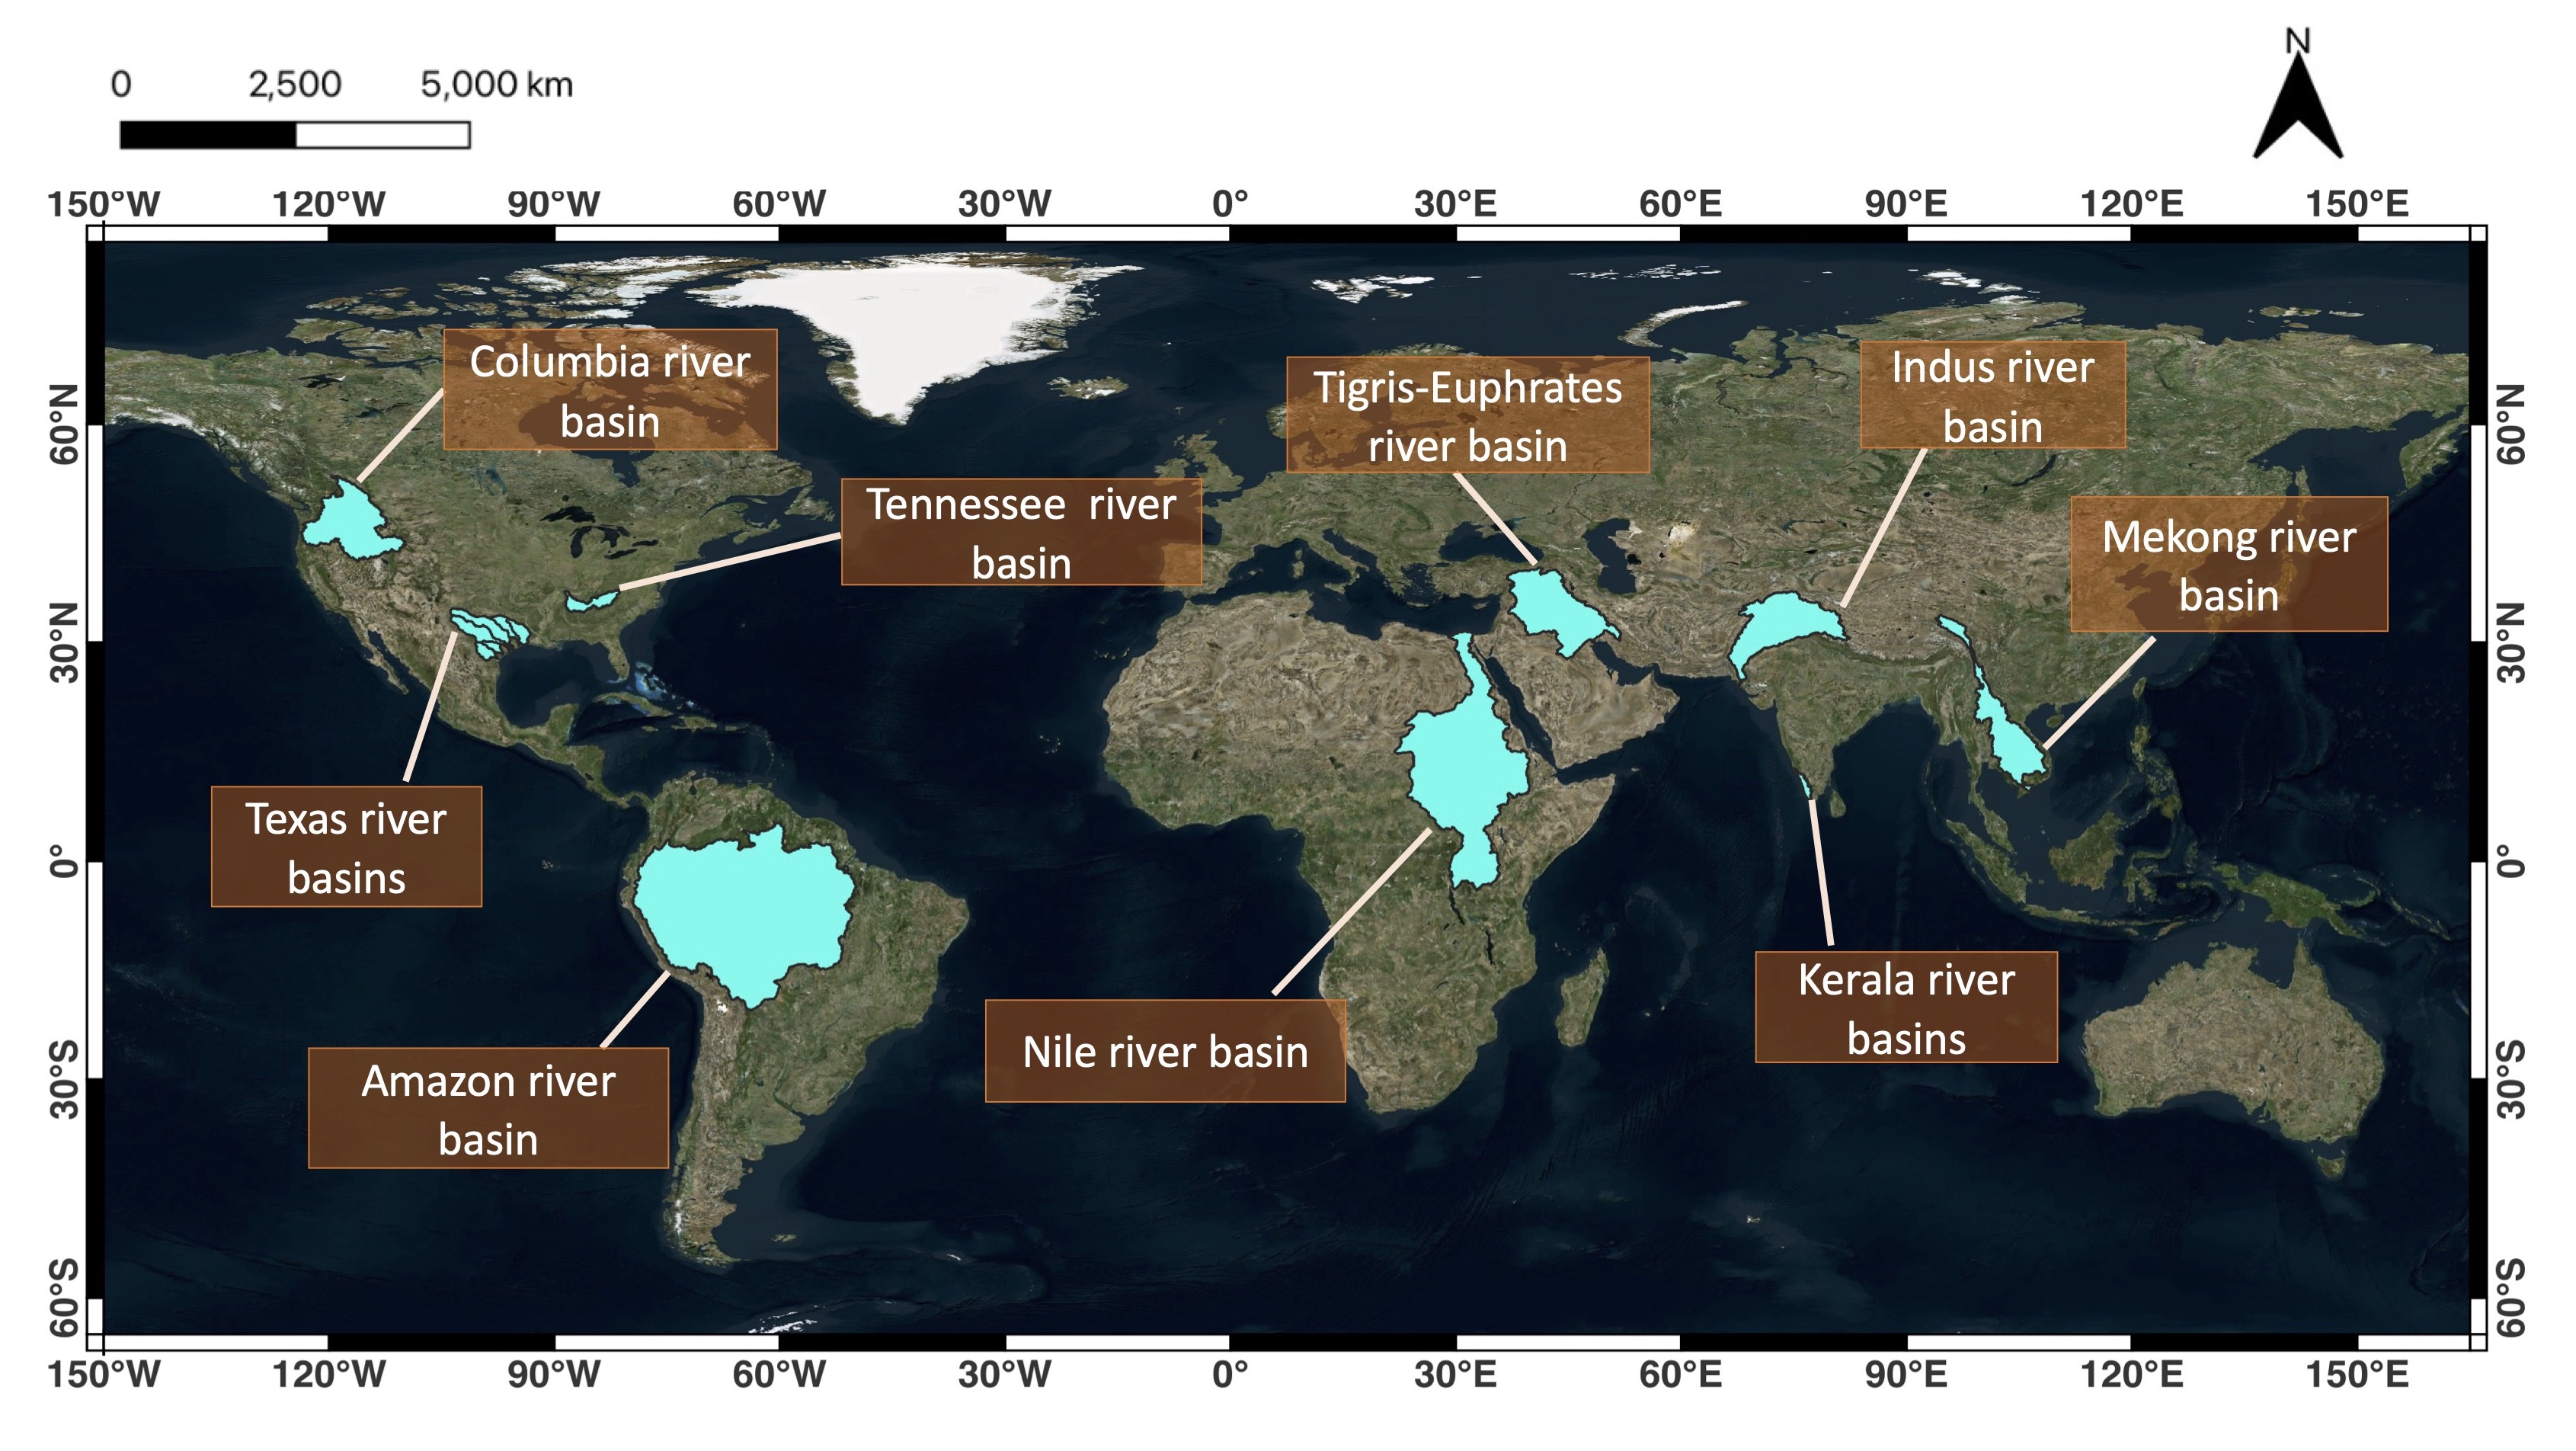 N
0 2,500 5,000 km
150°W 120°W 90°W 60°W 30°W 0° 30°E 60°E 90°E 120°E 150°E
60°N
30°N
0°
30°S
60°S
Columbia river
basin
Tigris-Euphrates
river basin
Indus river
basin
Tennessee river
basin
Mekong river
basin
Texas river
basins
Kerala river
basins
Nile river basin
Amazon river
basin
60°N
30°N
0°
30°S
60°S
150°W 120°W 90°W 60°W 30°W 0° 30°E 60°E 90°E 120°E 150°E